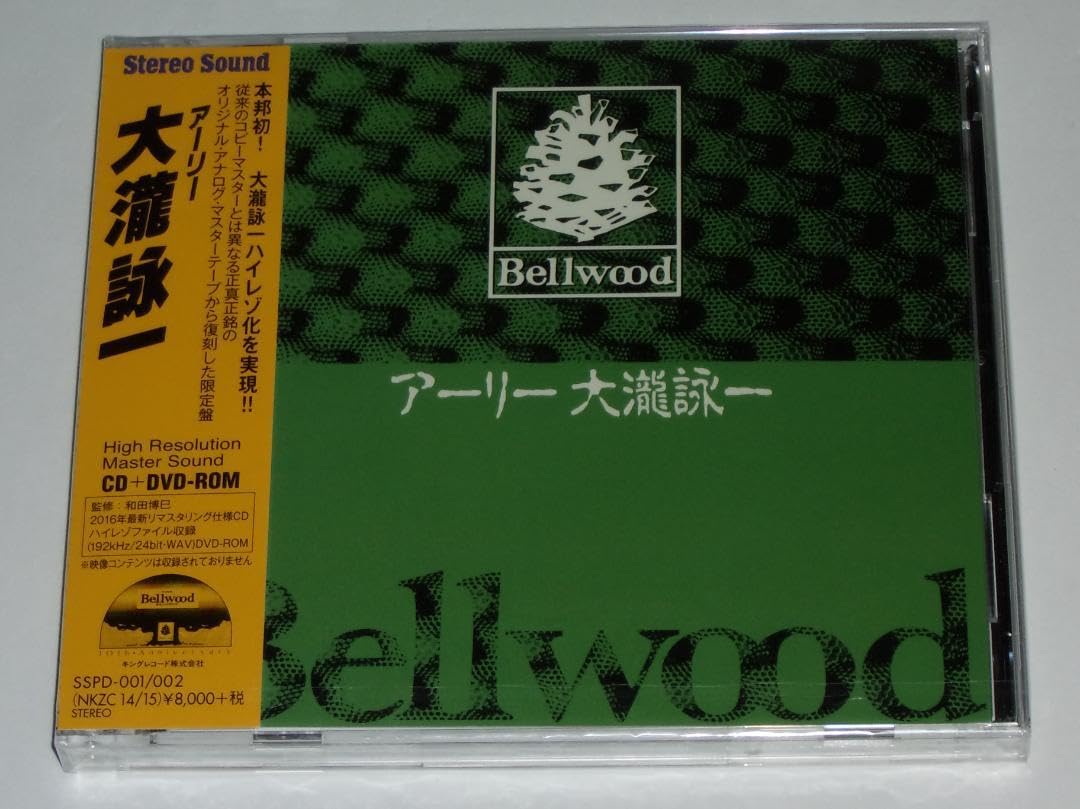 Stereo Sound
本邦初! 大瀧詠一ハイレゾ化を実現!!
従来のコピーマスターとは異なる正真正銘の
オリジナル・アナログ・マスターテープから復刻した限定盤
アーリー
大瀧詠一
High Resolution
Master Sound
CD+DVD-ROM
監修:和田博巳
2016年最新リマスタリング仕様CD
ハイレゾファイル収録
(192kHz/24bit・WAV)DVD-ROM
※映像コンテンツは収録されておりません
Bellwood
10th・Anniversary
キングレコード株式会社
SSPD-001/002
(NKZC 14/15)¥8,000+税
STEREO
Bellwood
アーリー 大瀧詠一
Bellwood